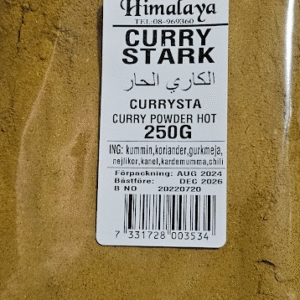 Himalaya
TEL:08-969360
CURRY
STARK
الكاري الحار
CURRYSTA
CURRY POWDER HOT
250G
ING: kummin,koriander,gurkmeja,
nejlikor,kanel,kardemumma,chili
Förpackning: AUG 2024
Bästföre: DEC 2026
B NO 20220720
7 331728 003534